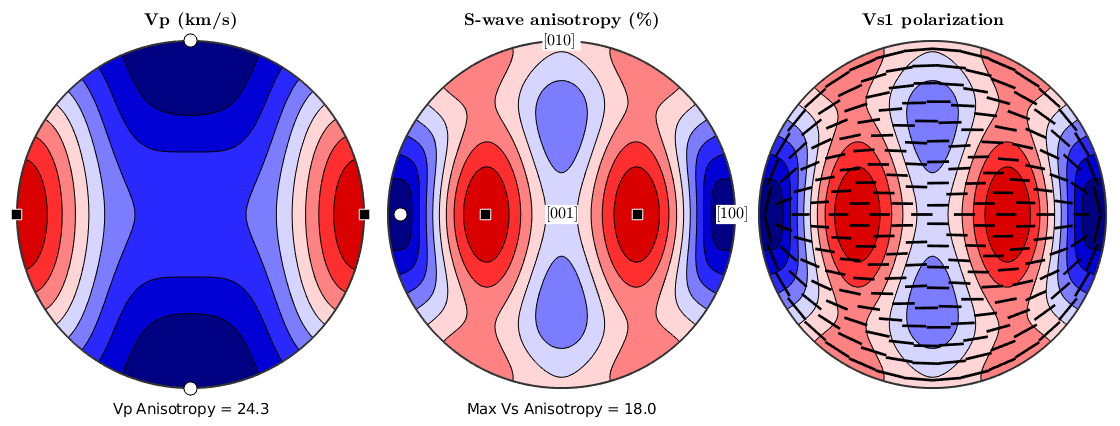 Vp (km/s)
S-wave anisotropy (%)
Vs1 polarization
[010]
[001]
[100]
Vp Anisotropy = 24.3
Max Vs Anisotropy = 18.0